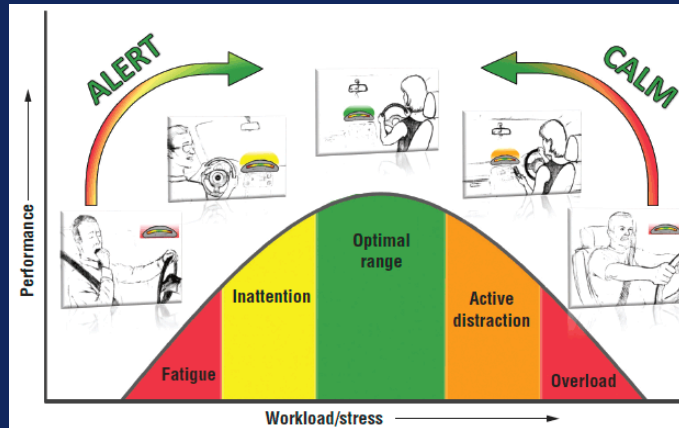 ALERT
CALM
Performance
Optimal
range
Inattention
Active
distraction
Fatigue
Overload
Workload/stress